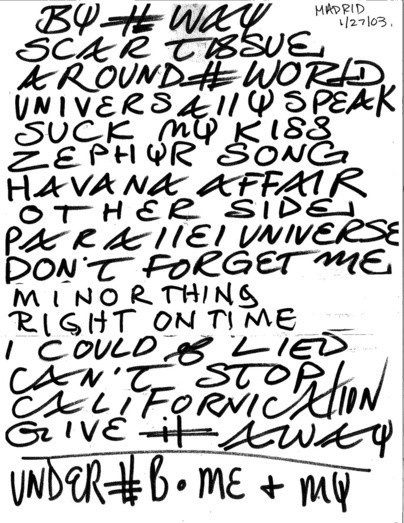 MADRID
1/27/03.
BY # WAY
SCAR TISSUE
AROUND # WORLD
UNIVERSAllY SPEAK
SUCK MY KISS
ZEPHYR SONG
HAVANA AFFAIR
OTHER SIDE
PARAllEl UNIVERSE
DON'T FORGET ME
MINOR THING
RIGHT ON TIME
I COULD LIED
CAN'T STOP
CALIFORNICATION
GIVE it AWAY
UNDER # B. ME + MY